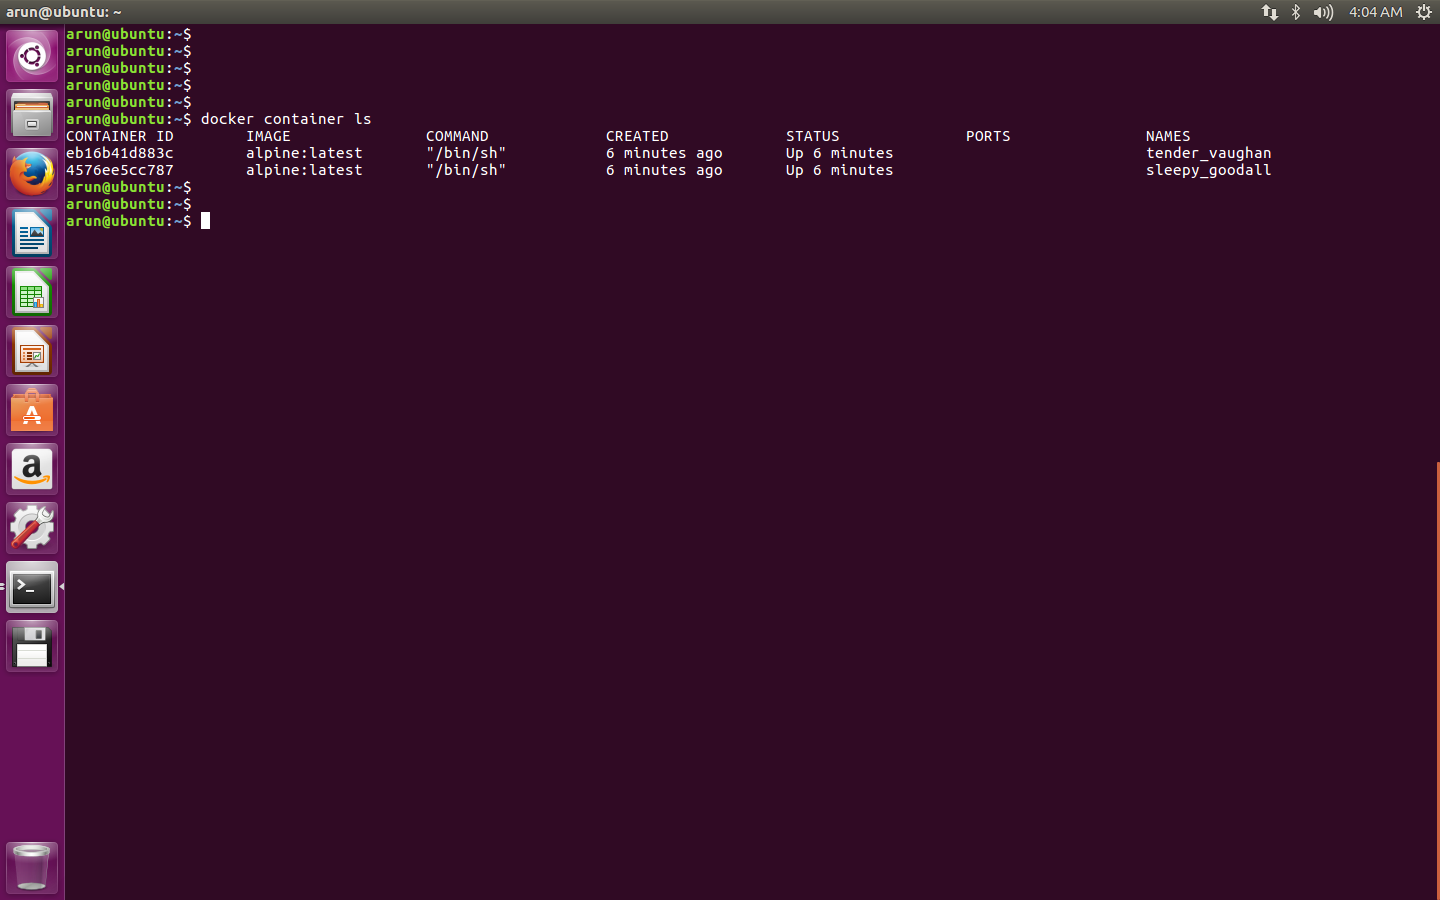 arun@ubuntu: ~
4:04 AM
arun@ubuntu:~$
arun@ubuntu:~$
arun@ubuntu:~$
arun@ubuntu:~$
arun@ubuntu:~$
arun@ubuntu:~$ docker container ls
CONTAINER ID IMAGE COMMAND CREATED STATUS PORTS NAMES
eb16b41d883c alpine:latest "/bin/sh" 6 minutes ago Up 6 minutes tender_vaughan
4576ee5cc787 alpine:latest "/bin/sh" 6 minutes ago Up 6 minutes sleepy_goodall
arun@ubuntu:~$
arun@ubuntu:~$
arun@ubuntu:~$